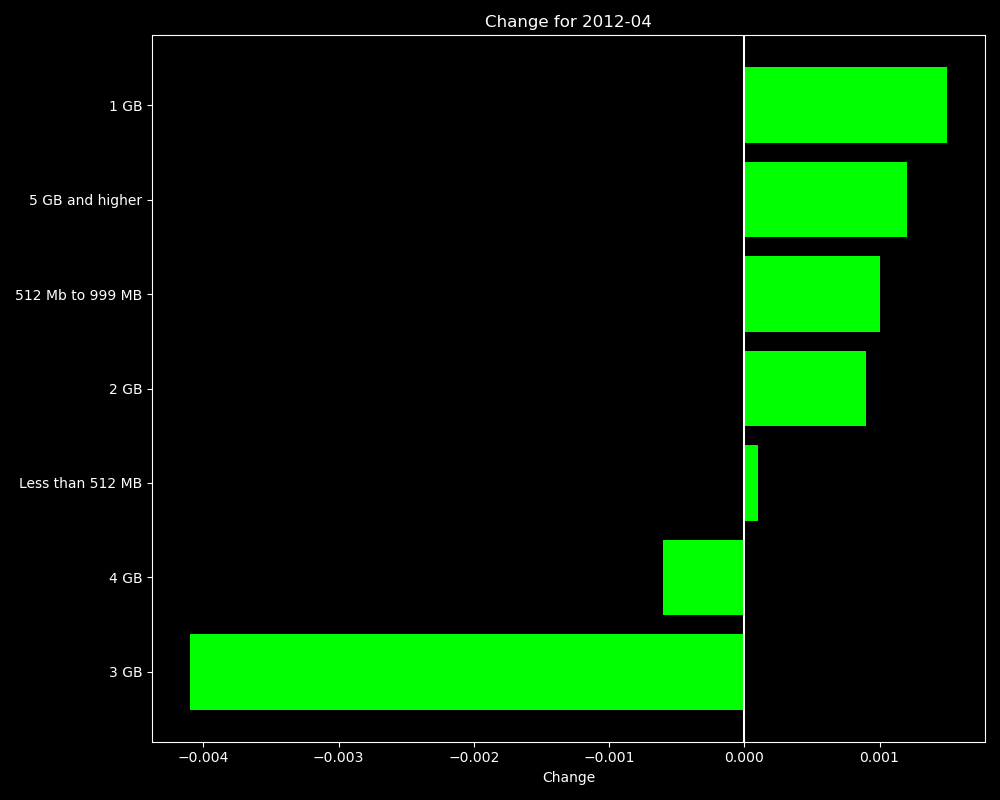 Change for 2012-04
1 GB
5 GB and higher
512 Mb to 999 MB
2 GB
Less than 512 MB
4 GB
3 GB
−0.004 −0.003 −0.002 −0.001 0.000 0.001
Change